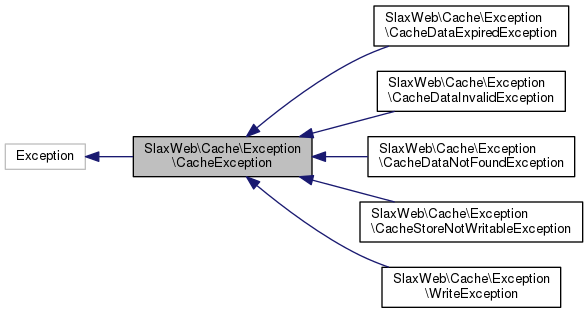 Exception
SlaxWeb\Cache\Exception
\CacheException
SlaxWeb\Cache\Exception
\CacheDataExpiredException
SlaxWeb\Cache\Exception
\CacheDataInvalidException
SlaxWeb\Cache\Exception
\CacheDataNotFoundException
SlaxWeb\Cache\Exception
\CacheStoreNotWritableException
SlaxWeb\Cache\Exception
\WriteException